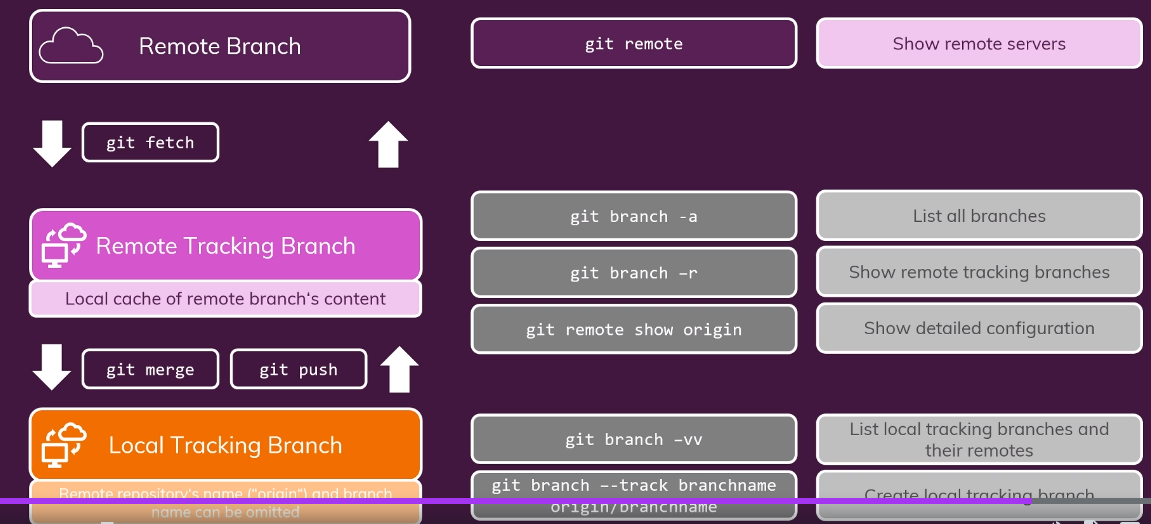 Remote Branch
git remote
Show remote servers
git fetch
git branch -a
List all branches
Remote Tracking Branch
git branch –r
Show remote tracking branches
Local cache of remote branch's content
git remote show origin
Show detailed configuration
git merge
git push
Local Tracking Branch
git branch –vv
List local tracking branches and
their remotes
Remote repository's name ("origin") and branch
name can be omitted
git branch –-track branchname
origin/branchname
Create local tracking branch